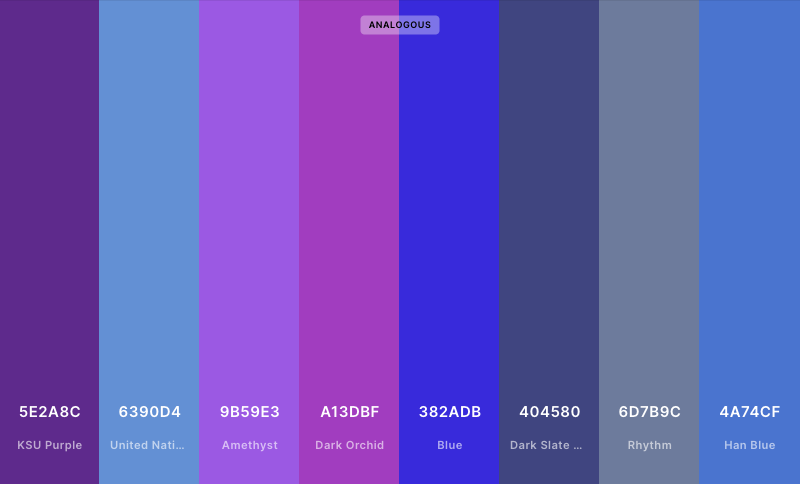 ANALOGOUS
5E2A8C 6390D4 9B59E3 A13DBF 382ADB 404580 6D7B9C 4A74CF
KSU Purple United Nati... Amethyst Dark Orchid Blue Dark Slate ... Rhythm Han Blue